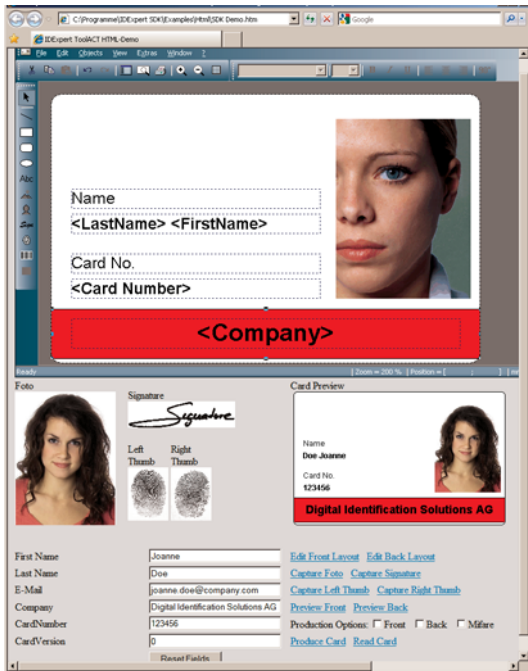 C:\Programme\IDExpert SDK\Examples\Html\SDK Demo.htm
Google
IDExpert ToolACT HTML-Demo
File Edit Objects View Extras Window ?
Abc
Name
<LastName> <FirstName>
Card No.
<Card Number>
<Company>
Ready
Zoom = 200 % Position = [ ; ]
Foto
Signature
Card Preview
Signature
Name
Doe Joanne
Left Thumb
Right Thumb
Card No.
123456
Digital Identification Solutions AG
First Name Joanne Edit Front Layout Edit Back Layout
Last Name Doe Capture Foto Capture Signature
E-Mail joanne.doe@company.com Capture Left Thumb Capture Right Thumb
Company Digital Identification Solutions AG Preview Front Preview Back
CardNumber 123456 Production Options: Front Back Mifare
CardVersion 0 Produce Card Read Card
Reset Fields